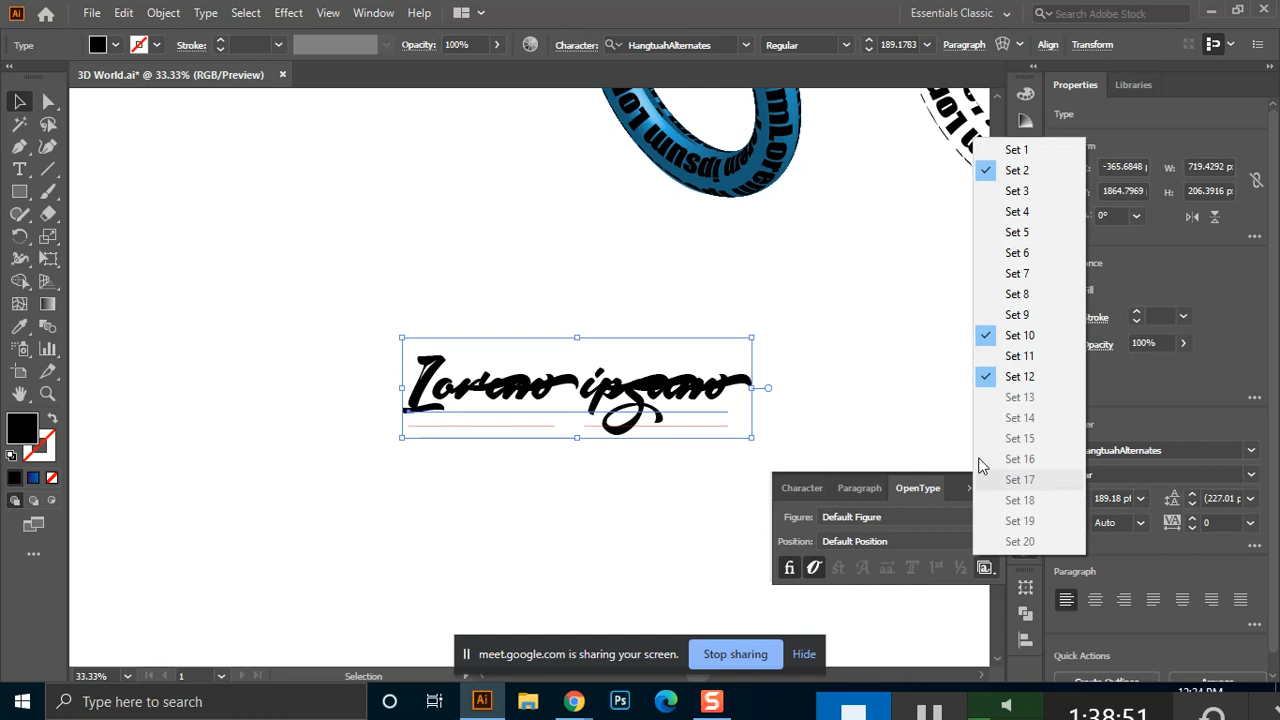 Ai File Edit Object Type Select Effect View Window Help Essentials Classic Search Adobe Stock
Type Stroke: Opacity: 100% Character: HangtuahAlternates Regular 189.1783 Paragraph Align Transform
3D World.ai* @ 33.33% (RGB/Preview)
Properties Libraries
Type
Set 1
Set 2
Set 3
Set 4
Set 5
Set 6
Set 7
Set 8
Set 9
Set 10
Set 11
Set 12
Set 13
Set 14
Set 15
Set 16
Set 17
Set 18
Set 19
Set 20
-365.6848 W: 719.4292 p
1864.7969 H: 206.3916 p
0°
Stroke
Opacity 100%
HangtuahAlternates
189.18 pt (227.01 p
Auto 0
Paragraph
Quick Actions
Character Paragraph OpenType
Figure: Default Figure
Position: Default Position
33.33% 1 Selection
meet.google.com is sharing your screen. Stop sharing Hide
Type here to search
Ai Ps
1:38:51